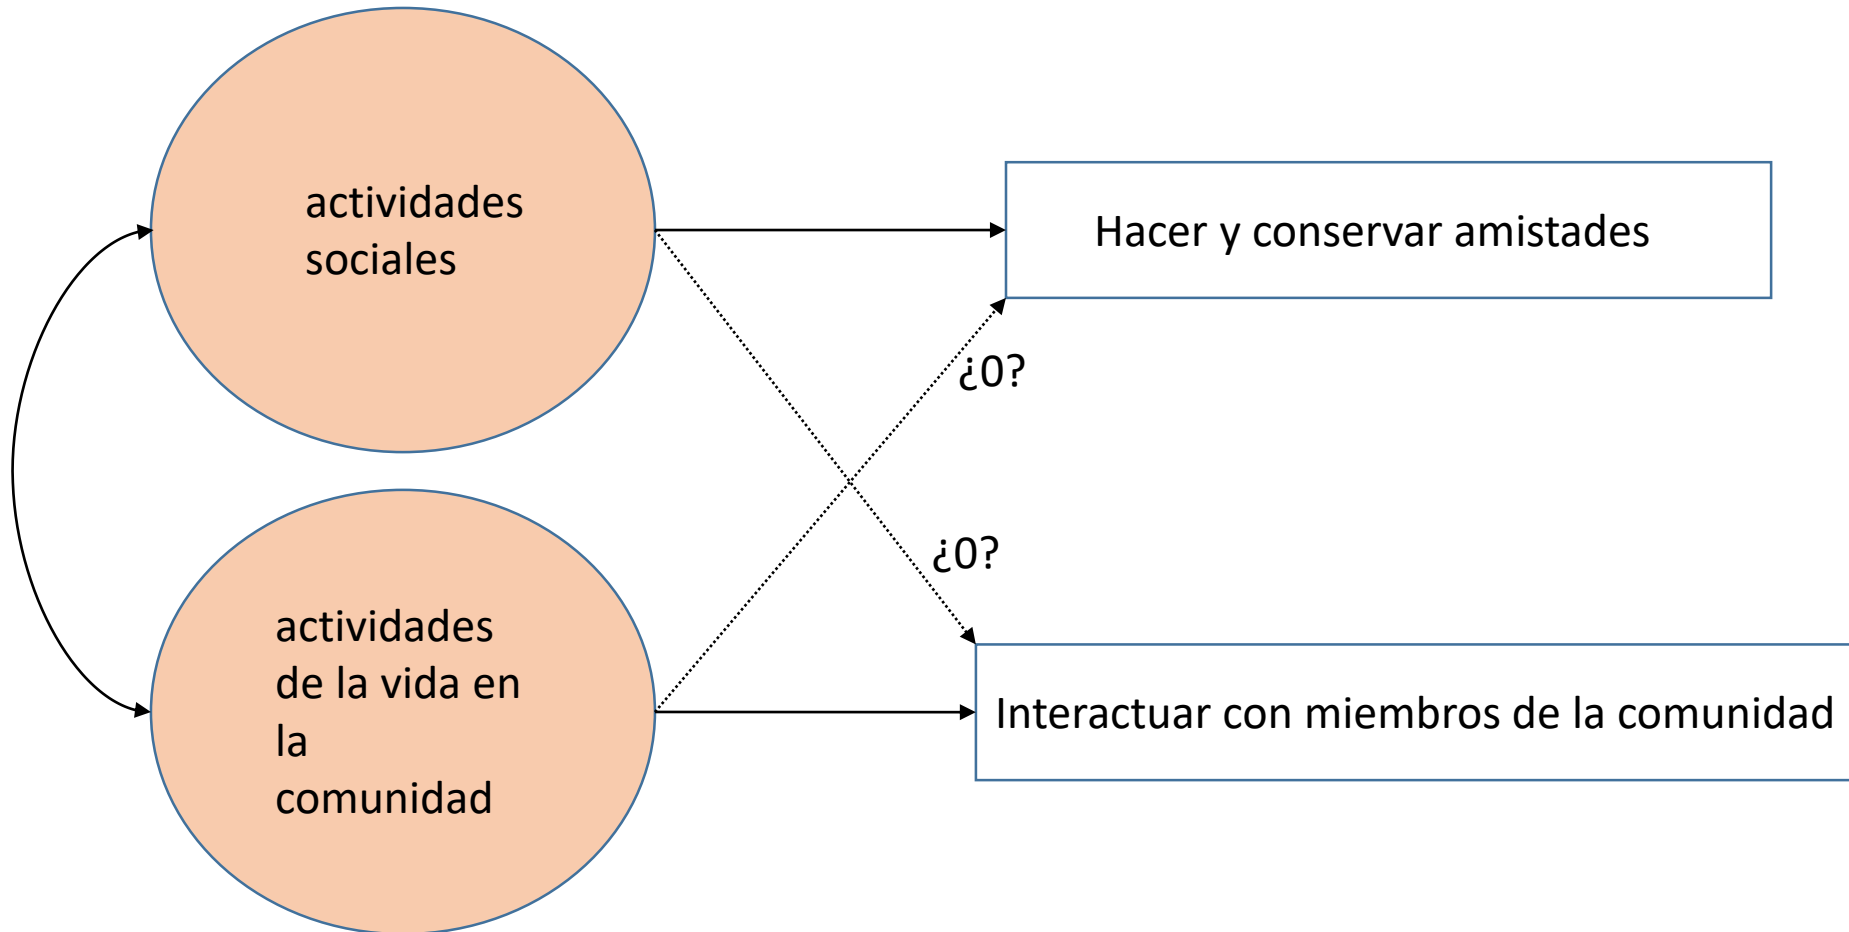 actividades
sociales
Hacer y conservar amistades
¿0?
¿0?
actividades
de la vida en
la
comunidad
Interactuar con miembros de la comunidad